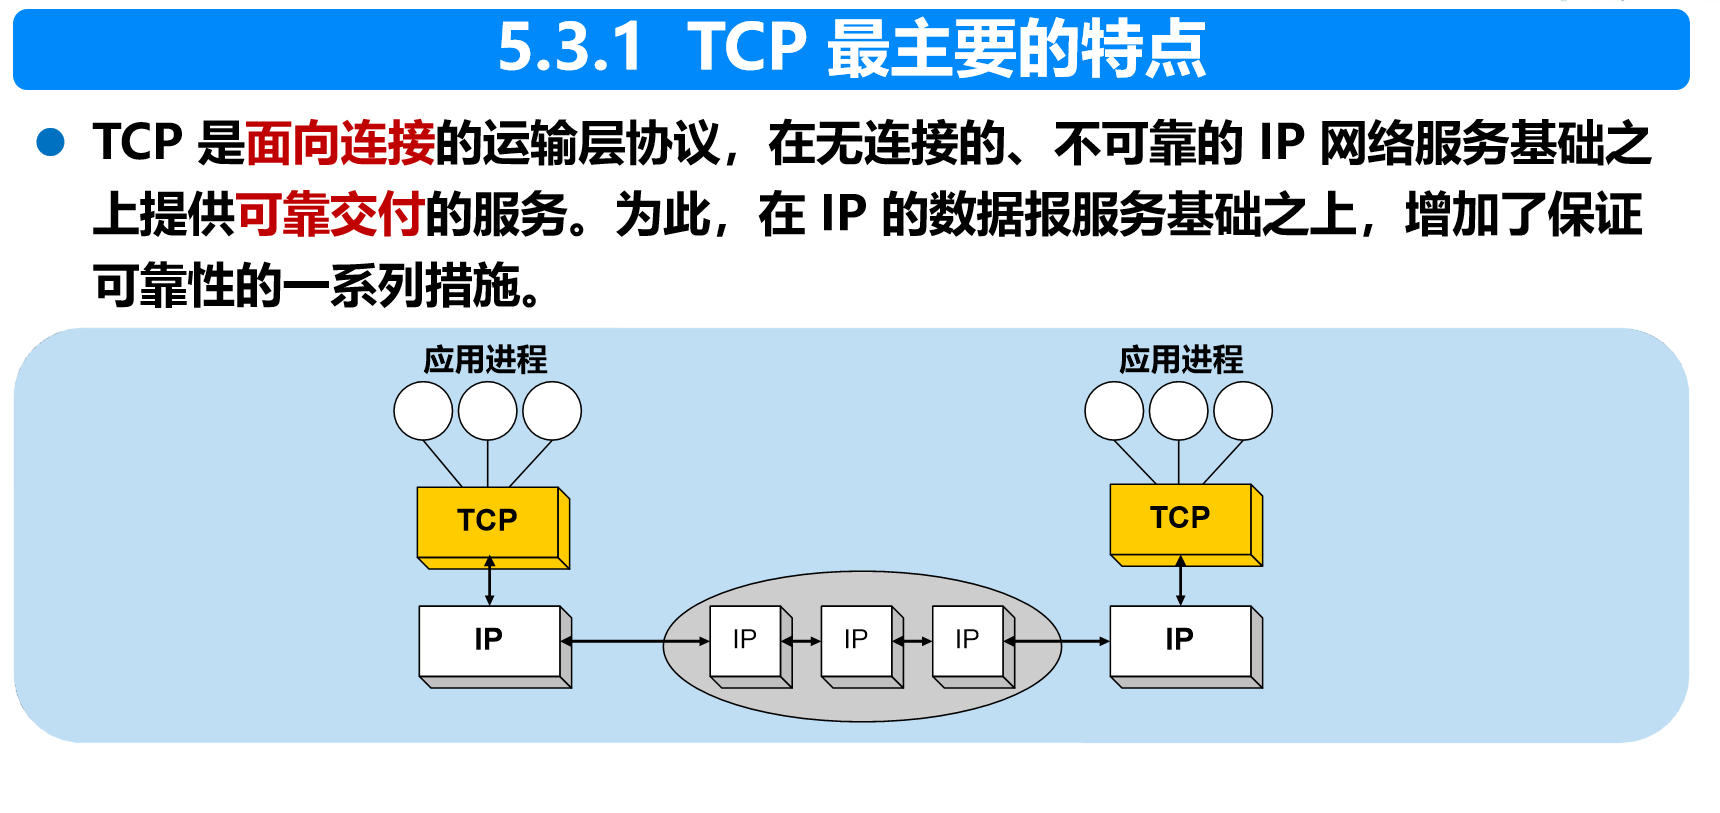 5.3.1 TCP 最主要的特点
TCP 是面向连接的运输层协议，在无连接的、不可靠的 IP 网络服务基础之
上提供可靠交付的服务。为此，在 IP 的数据报服务基础之上，增加了保证
可靠性的一系列措施。
应用进程
应用进程
TCP
TCP
IP
IP
IP
IP
IP